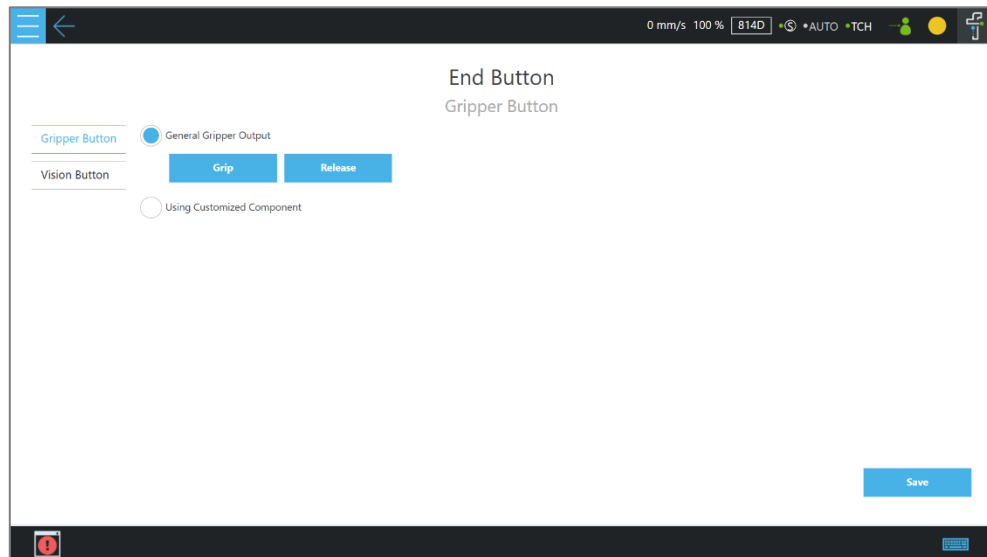 0 mm/s 100 % 814D •Ⓢ •AUTO •TCH
End Button
Gripper Button
Gripper Button
General Gripper Output
Grip Release
Vision Button
Using Customized Component
Save